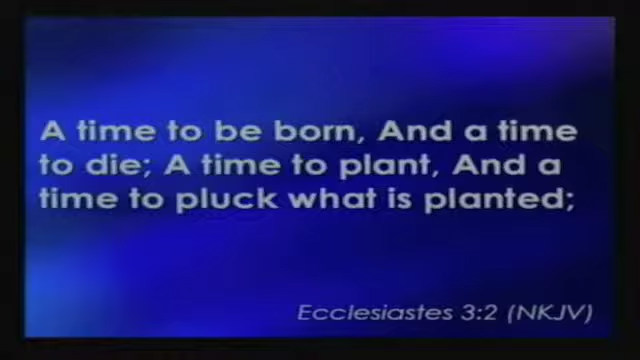 A time to be born, And a time
to die; A time to plant, And a
time to pluck what is planted;
Ecclesiastes 3:2 (NKJV)